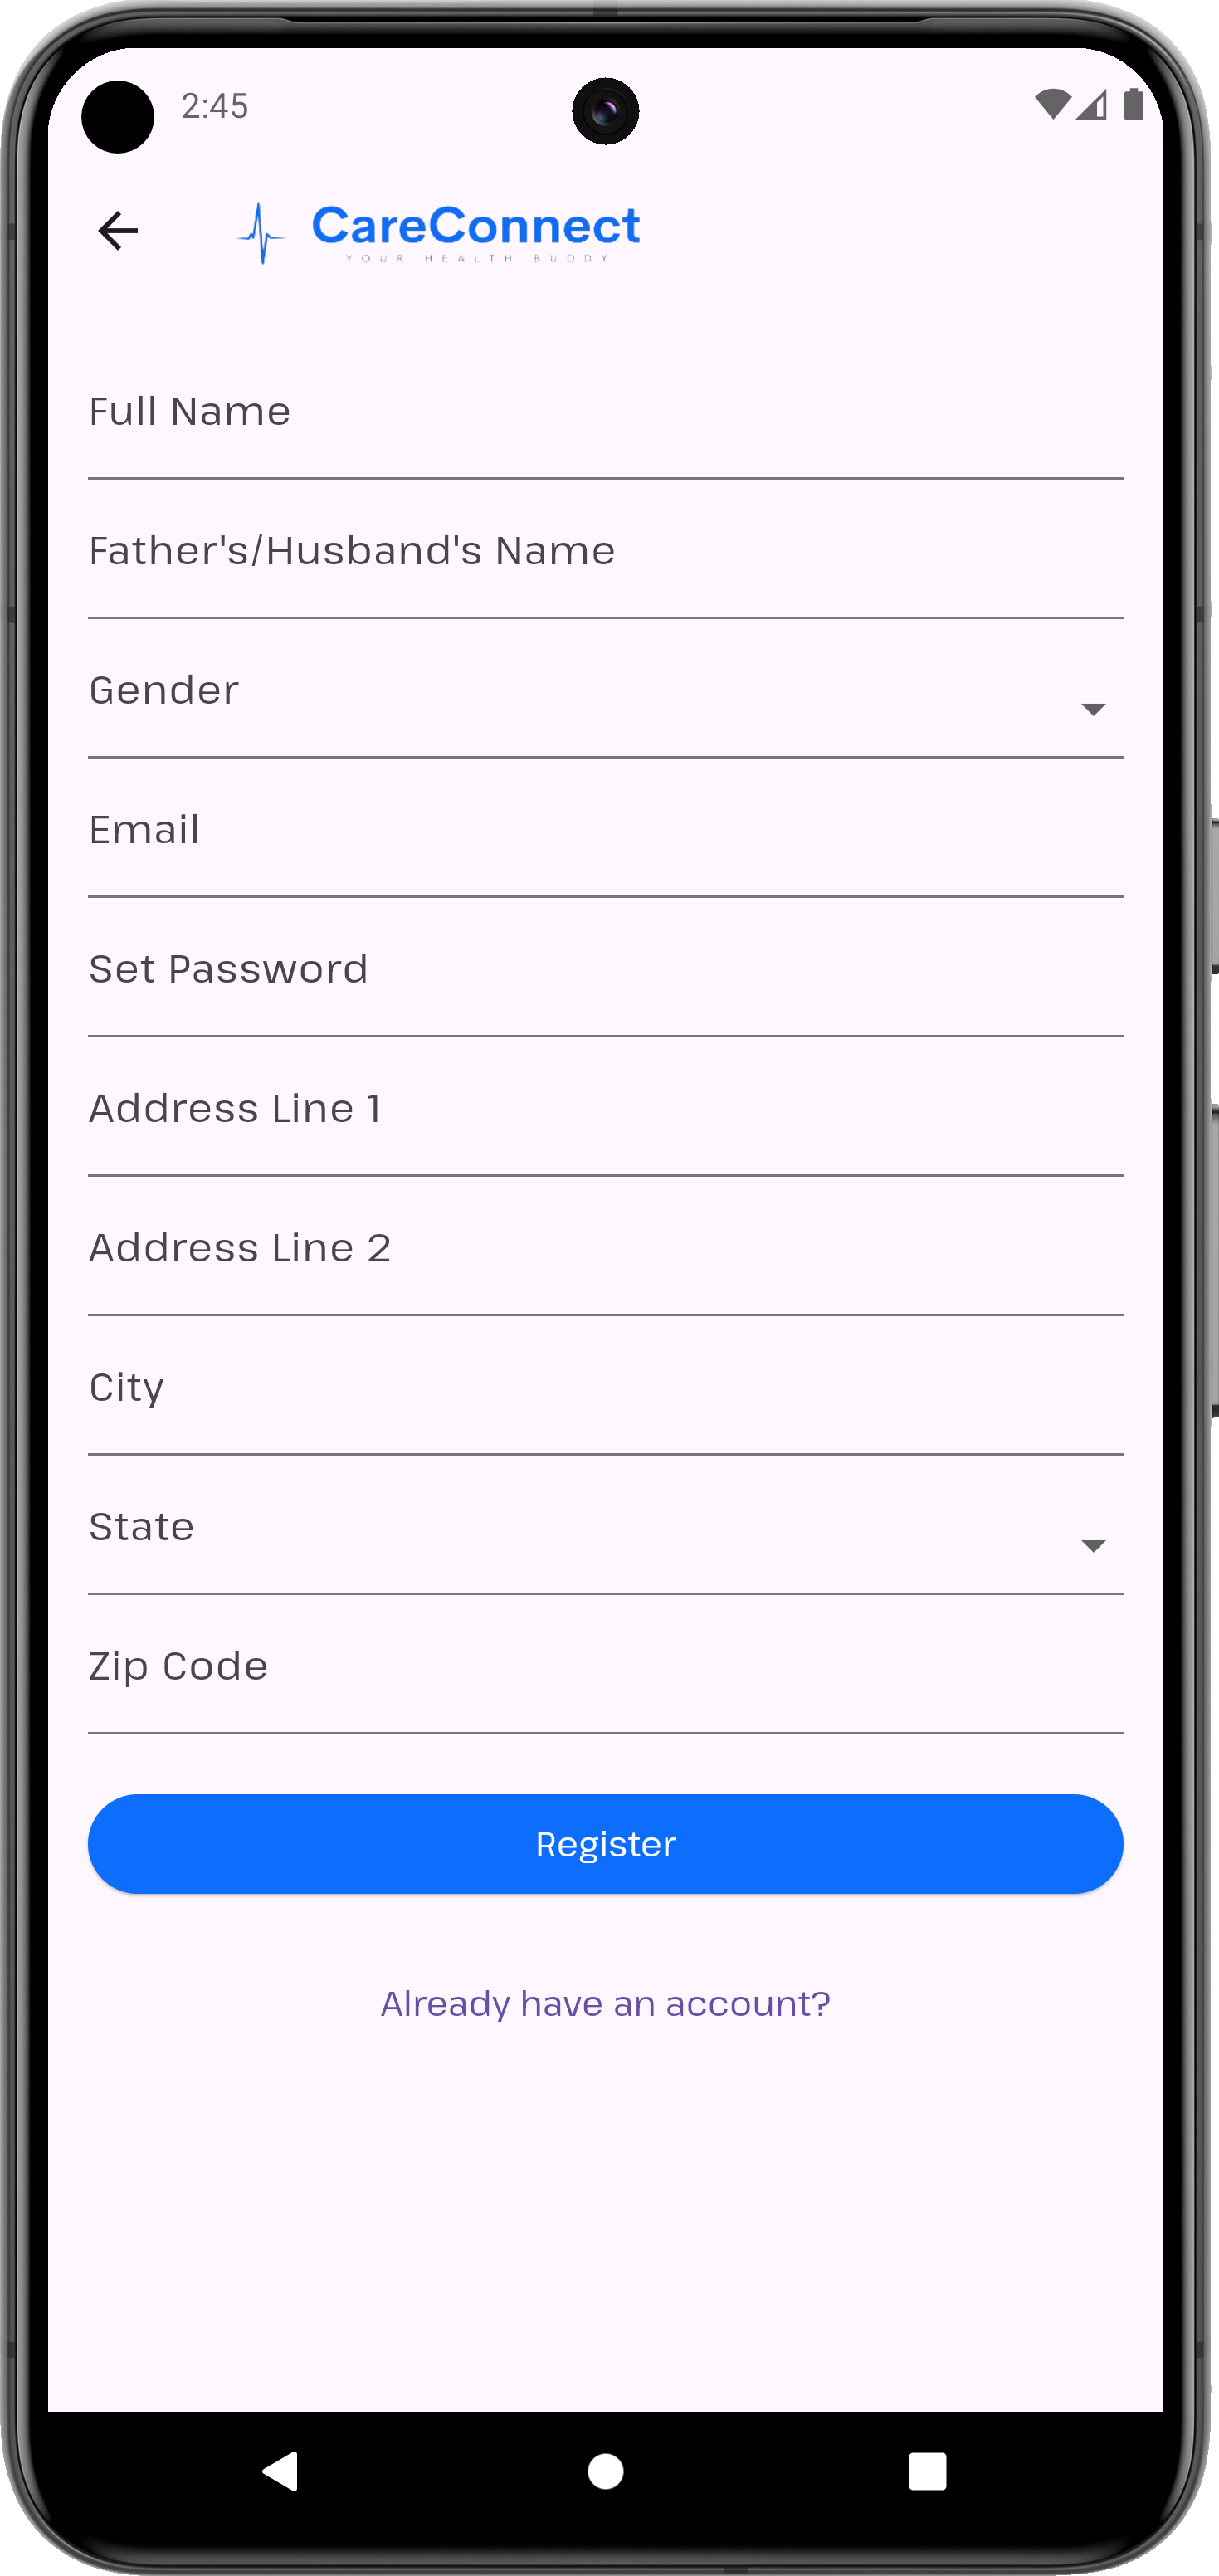 2:45
CareConnect
YOUR HEALTH BUDDY
Full Name
Father's/Husband's Name
Gender
Email
Set Password
Address Line 1
Address Line 2
City
State
Zip Code
Register
Already have an account?